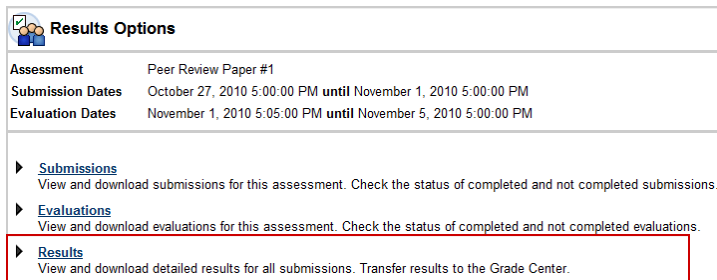 Results Options
Assessment Peer Review Paper #1
Submission Dates October 27, 2010 5:00:00 PM until November 1, 2010 5:00:00 PM
Evaluation Dates November 1, 2010 5:05:00 PM until November 5, 2010 5:00:00 PM
Submissions
View and download submissions for this assessment. Check the status of completed and not completed submissions.
Evaluations
View and download evaluations for this assessment. Check the status of completed and not completed evaluations.
Results
View and download detailed results for all submissions. Transfer results to the Grade Center.